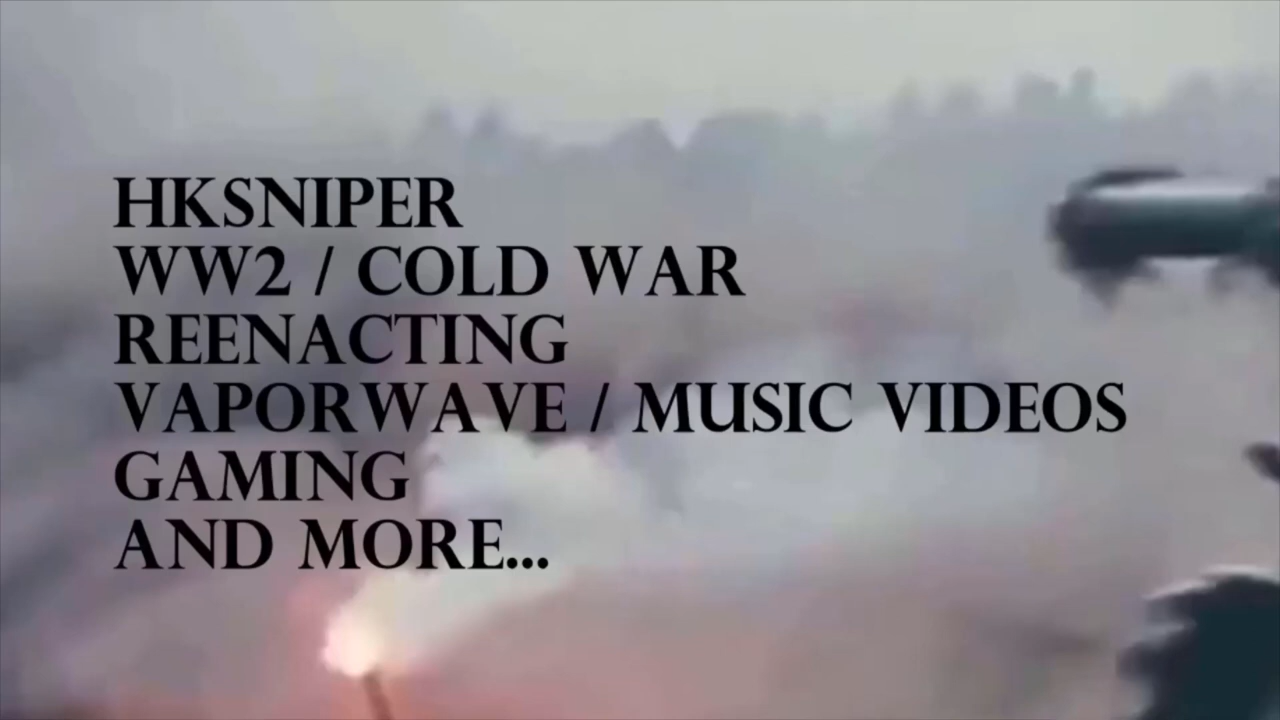 HKSNIPER
WW2 / COLD WAR
REENACTING
VAPORWAVE / MUSIC VIDEOS
GAMING
AND MORE...